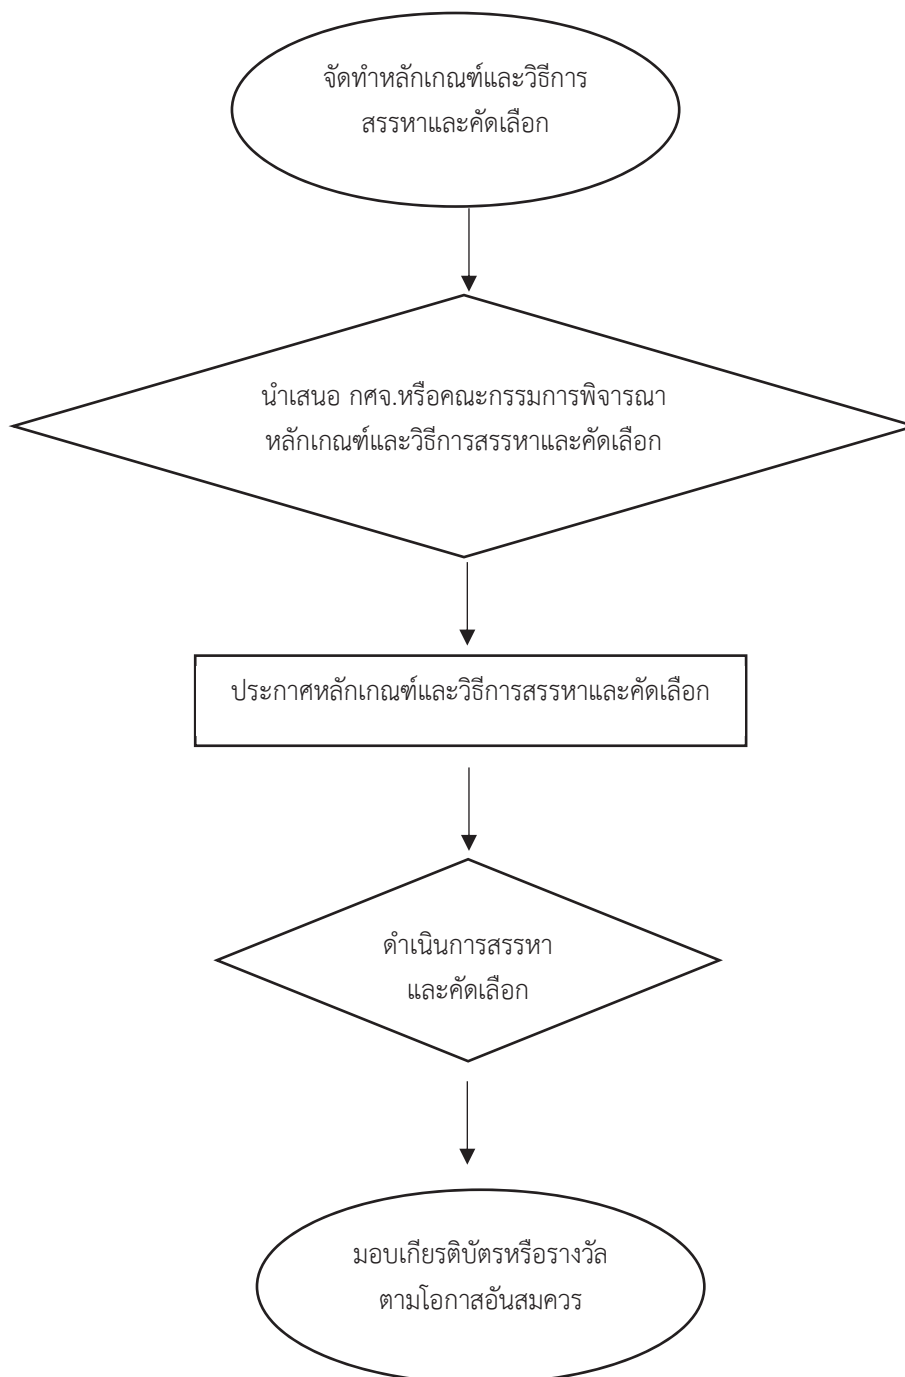 จัดทำหลักเกณฑ์และวิธีการ
สรรหาและคัดเลือก
นำเสนอ กศจ.หรือคณะกรรมการพิจารณา
หลักเกณฑ์และวิธีการสรรหาและคัดเลือก
ประกาศหลักเกณฑ์และวิธีการสรรหาและคัดเลือก
ดำเนินการสรรหา
และคัดเลือก
มอบเกียรติบัตรหรือรางวัล
ตามโอกาสอันสมควร